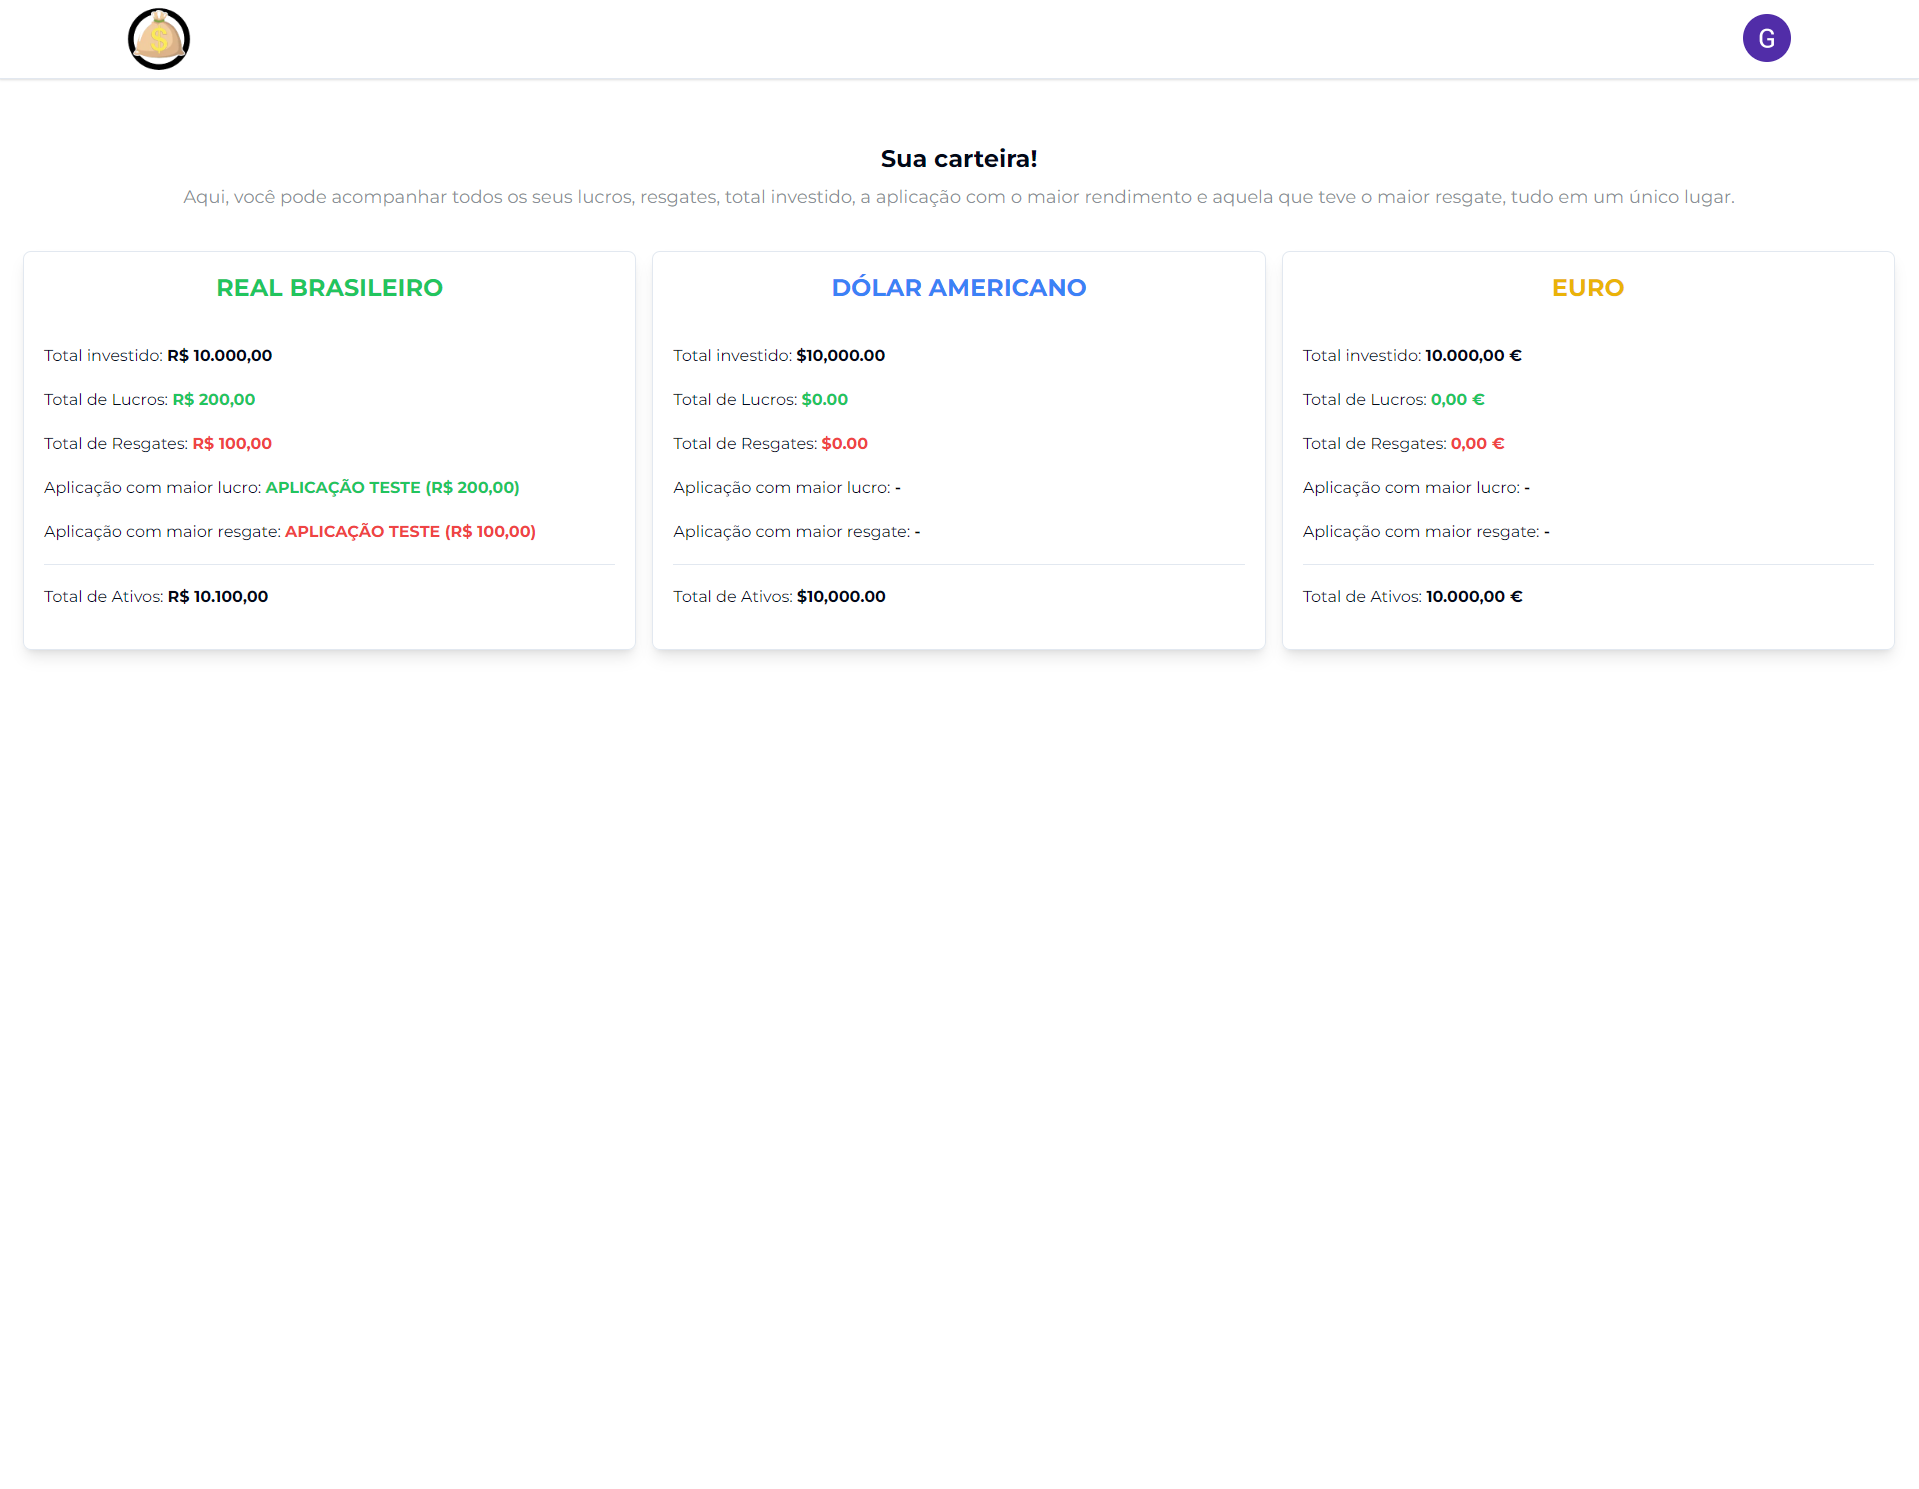 $
G
Sua carteira!
Aqui, você pode acompanhar todos os seus lucros, resgates, total investido, a aplicação com o maior rendimento e aquela que teve o maior resgate, tudo em um único lugar.
REAL BRASILEIRO
Total investido: R$ 10.000,00
Total de Lucros: R$ 200,00
Total de Resgates: R$ 100,00
Aplicação com maior lucro: APLICAÇÃO TESTE (R$ 200,00)
Aplicação com maior resgate: APLICAÇÃO TESTE (R$ 100,00)
Total de Ativos: R$ 10.100,00
DÓLAR AMERICANO
Total investido: $10,000.00
Total de Lucros: $0.00
Total de Resgates: $0.00
Aplicação com maior lucro: -
Aplicação com maior resgate: -
Total de Ativos: $10,000.00
EURO
Total investido: 10.000,00 €
Total de Lucros: 0,00 €
Total de Resgates: 0,00 €
Aplicação com maior lucro: -
Aplicação com maior resgate: -
Total de Ativos: 10.000,00 €